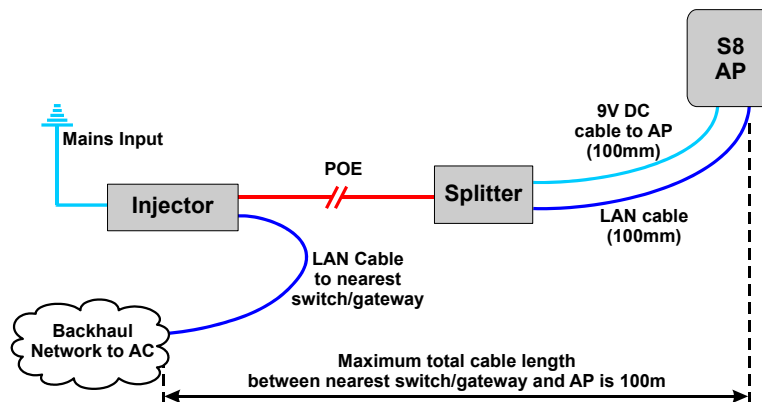 S8
AP
9V DC
cable to AP
(100mm)
Mains Input
POE
Injector
Splitter
LAN cable
(100mm)
LAN Cable
to nearest
switch/gateway
Backhaul
Network to AC
Maximum total cable length
between nearest switch/gateway and AP is 100m